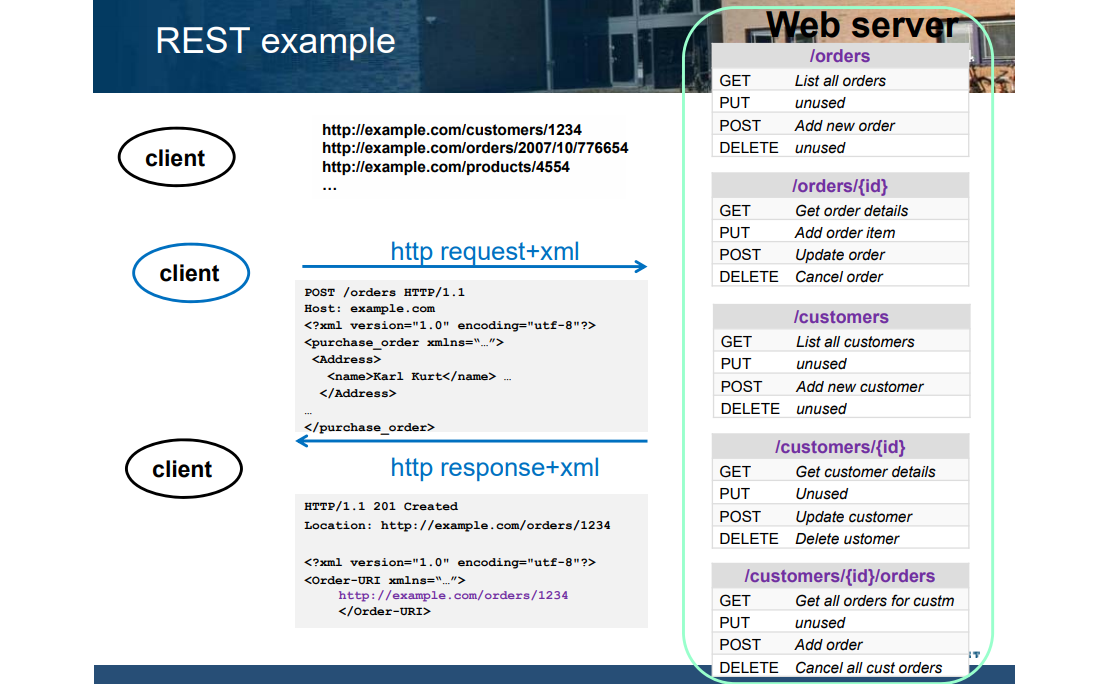 REST example
Web server
client
http://example.com/customers/1234
http://example.com/orders/2007/10/776654
http://example.com/products/4554
…
client
http request+xml
POST /orders HTTP/1.1
Host: example.com
<?xml version="1.0" encoding="utf-8"?>
<purchase_order xmlns=“…”>
<Address>
<name>Karl Kurt</name> …
</Address>
…
</purchase_order>
client
http response+xml
HTTP/1.1 201 Created
Location: http://example.com/orders/1234
<?xml version="1.0" encoding="utf-8"?>
<Order-URI xmlns=“…”>
http://example.com/orders/1234
</Order-URI>
/orders
GET List all orders
PUT unused
POST Add new order
DELETE unused
/orders/{id}
GET Get order details
PUT Add order item
POST Update order
DELETE Cancel order
/customers
GET List all customers
PUT unused
POST Add new customer
DELETE unused
/customers/{id}
GET Get customer details
PUT Unused
POST Update customer
DELETE Delete ustomer
/customers/{id}/orders
GET Get all orders for custm
PUT unused
POST Add order
DELETE Cancel all cust orders